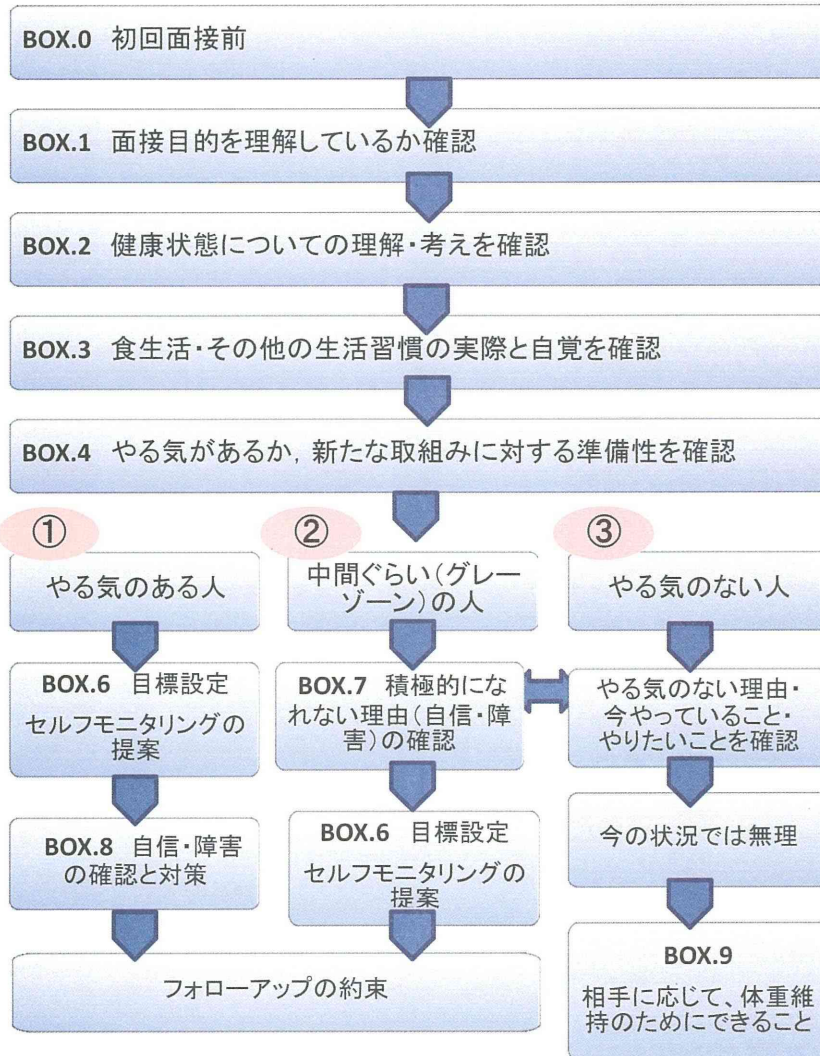 BOX.0 初回面接前
BOX.1 面接目的を理解しているか確認
BOX.2 健康状態についての理解・考えを確認
BOX.3 食生活・その他の生活習慣の実際と自覚を確認
BOX.4 やる気があるか, 新たな取組みに対する準備性を確認
①
やる気のある人
BOX.6 目標設定
セルフモニタリングの
提案
BOX.8 自信・障害
の確認と対策
②
中間ぐらい(グレー
ゾーン)の人
BOX.7 積極的にな
れない理由(自信・障
害)の確認
BOX.6 目標設定
セルフモニタリングの
提案
フォローアップの約束
③
やる気のない人
やる気のない理由・
今やっていること・
やりたいことを確認
今の状況では無理
BOX.9
相手に応じて、体重維
持のためにできること